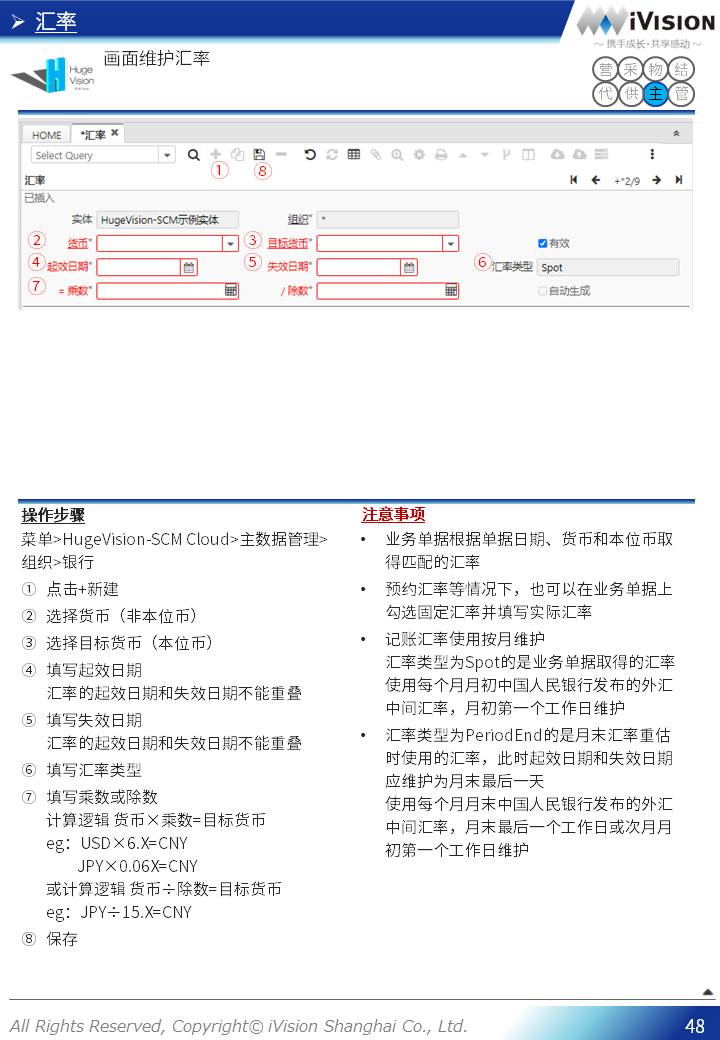 汇率
iVision
～ 携手成长·共享感动 ～
Huge
Vision
画面维护汇率
营 采 物 结
代 供 主 管
HOME *汇率
Select Query
① ⑧
汇率 +*2/9
已插入
实体 HugeVision-SCM示例实体 组织* *
② 货币* ③ 目标货币* 有效
④ 起效日期* ⑤ 失效日期* ⑥ 汇率类型 Spot
⑦ = 乘数* / 除数* 自动生成
操作步骤
菜单>HugeVision-SCM Cloud>主数据管理>
组织>银行
① 点击+新建
② 选择货币（非本位币）
③ 选择目标货币（本位币）
④ 填写起效日期
汇率的起效日期和失效日期不能重叠
⑤ 填写失效日期
汇率的起效日期和失效日期不能重叠
⑥ 填写汇率类型
⑦ 填写乘数或除数
计算逻辑 货币×乘数=目标货币
eg：USD×6.X=CNY
JPY×0.06X=CNY
或计算逻辑 货币÷除数=目标货币
eg：JPY÷15.X=CNY
⑧ 保存
注意事项
• 业务单据根据单据日期、货币和本位币取
得匹配的汇率
• 预约汇率等情况下，也可以在业务单据上
勾选固定汇率并填写实际汇率
• 记账汇率使用按月维护
汇率类型为Spot的是业务单据取得的汇率
使用每个月月初中国人民银行发布的外汇
中间汇率，月初第一个工作日维护
• 汇率类型为PeriodEnd的是月末汇率重估
时使用的汇率，此时起效日期和失效日期
应维护为月末最后一天
使用每个月月末中国人民银行发布的外汇
中间汇率，月末最后一个工作日或次月月
初第一个工作日维护
All Rights Reserved, Copyright© iVision Shanghai Co., Ltd.
48